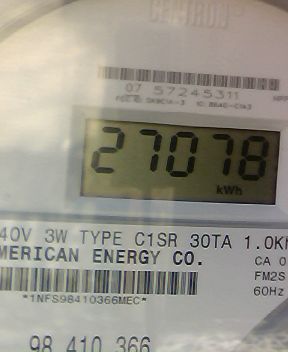 CENTRON
07 57245311
27078
kWh
40V 3W TYPE C1SR 30TA 1.0K
MERICAN ENERGY CO.
CA 0
FM2S
60Hz
*1NFS98410366MEC*
98 410 366